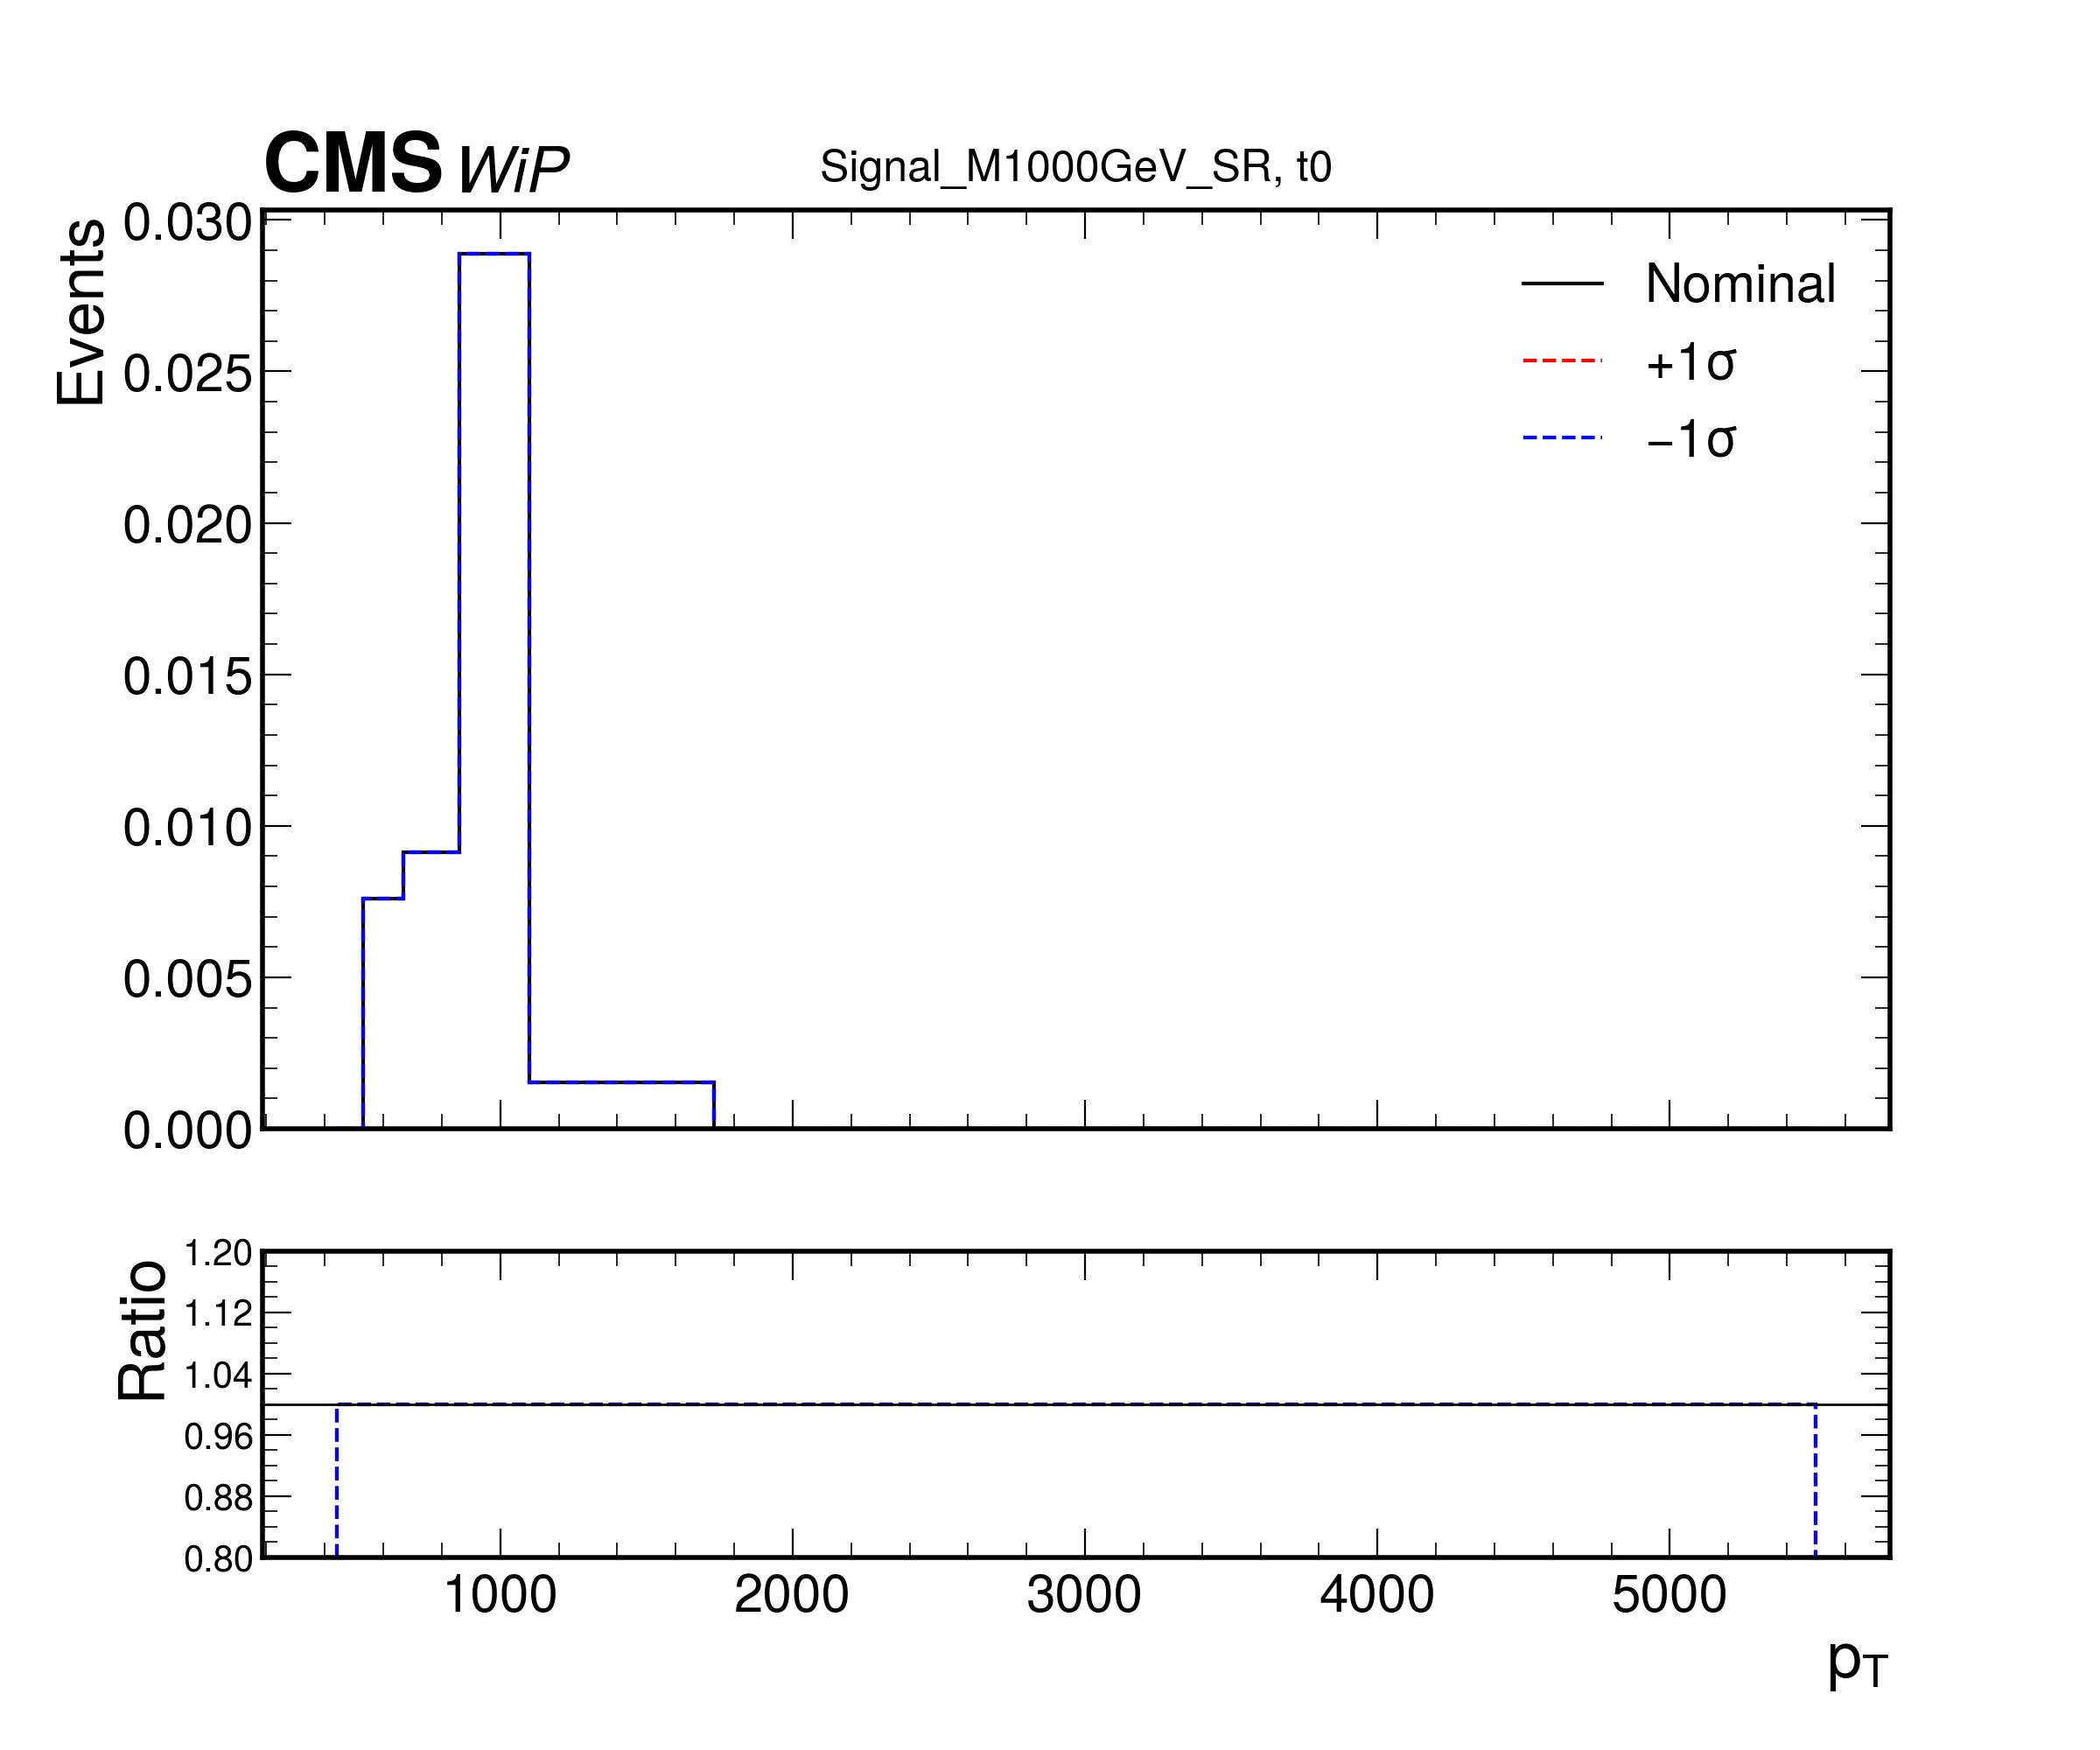 CMS WiP Signal_M1000GeV_SR, t0
Events
0.030
0.025
0.020
0.015
0.010
0.005
0.000
Nominal
+1σ
−1σ
Ratio
1.20
1.12
1.04
0.96
0.88
0.80
1000 2000 3000 4000 5000
pT